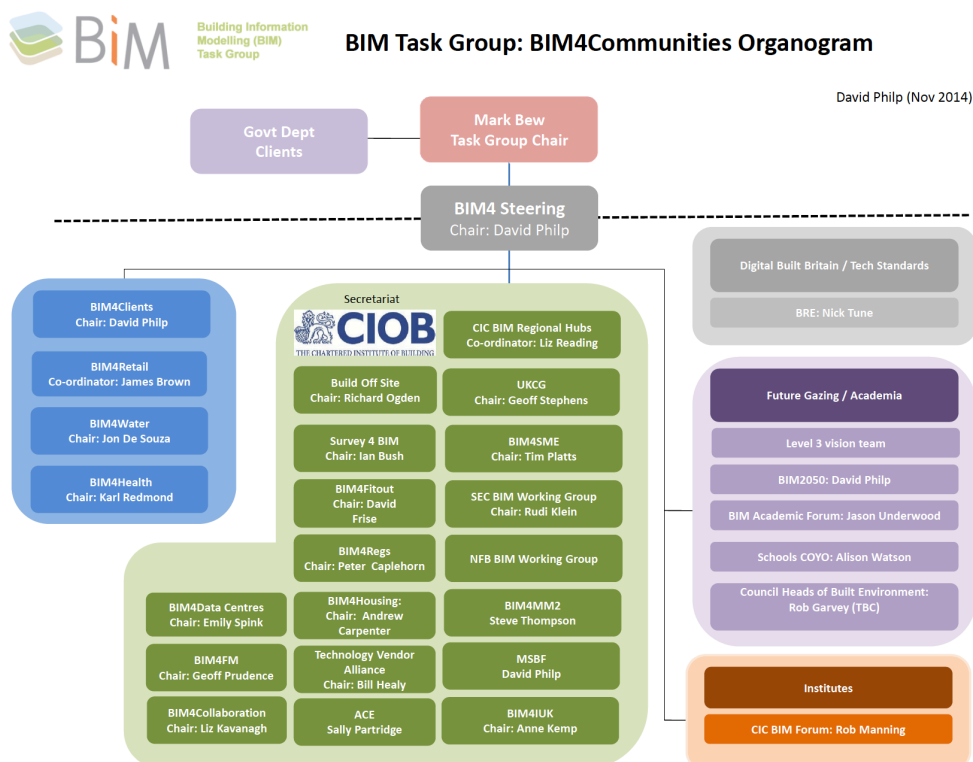 BiM
Building Information
Modelling (BIM)
Task Group
BIM Task Group: BIM4Communities Organogram
David Philp (Nov 2014)
Govt Dept
Clients
Mark Bew
Task Group Chair
BIM4 Steering
Chair: David Philp
BIM4Clients
Chair: David Philp
BIM4Retail
Co-ordinator: James Brown
BIM4Water
Chair: Jon De Souza
BIM4Health
Chair: Karl Redmond
Secretariat
CIOB
THE CHARTERED INSTITUTE OF BUILDING
Build Off Site
Chair: Richard Ogden
Survey 4 BIM
Chair: Ian Bush
BIM4Fitout
Chair: David
Frise
BIM4Regs
Chair: Peter Caplehorn
BIM4Housing:
Chair: Andrew
Carpenter
Technology Vendor
Alliance
Chair: Bill Healy
ACE
Sally Partridge
BIM4Data Centres
Chair: Emily Spink
BIM4FM
Chair: Geoff Prudence
BIM4Collaboration
Chair: Liz Kavanagh
CIC BIM Regional Hubs
Co-ordinator: Liz Reading
UKCG
Chair: Geoff Stephens
BIM4SME
Chair: Tim Platts
SEC BIM Working Group
Chair: Rudi Klein
NFB BIM Working Group
BIM4MM2
Steve Thompson
MSBF
David Philp
BIM4IUK
Chair: Anne Kemp
Digital Built Britain / Tech Standards
BRE: Nick Tune
Future Gazing / Academia
Level 3 vision team
BIM2050: David Philp
BIM Academic Forum: Jason Underwood
Schools COYO: Alison Watson
Council Heads of Built Environment:
Rob Garvey (TBC)
Institutes
CIC BIM Forum: Rob Manning